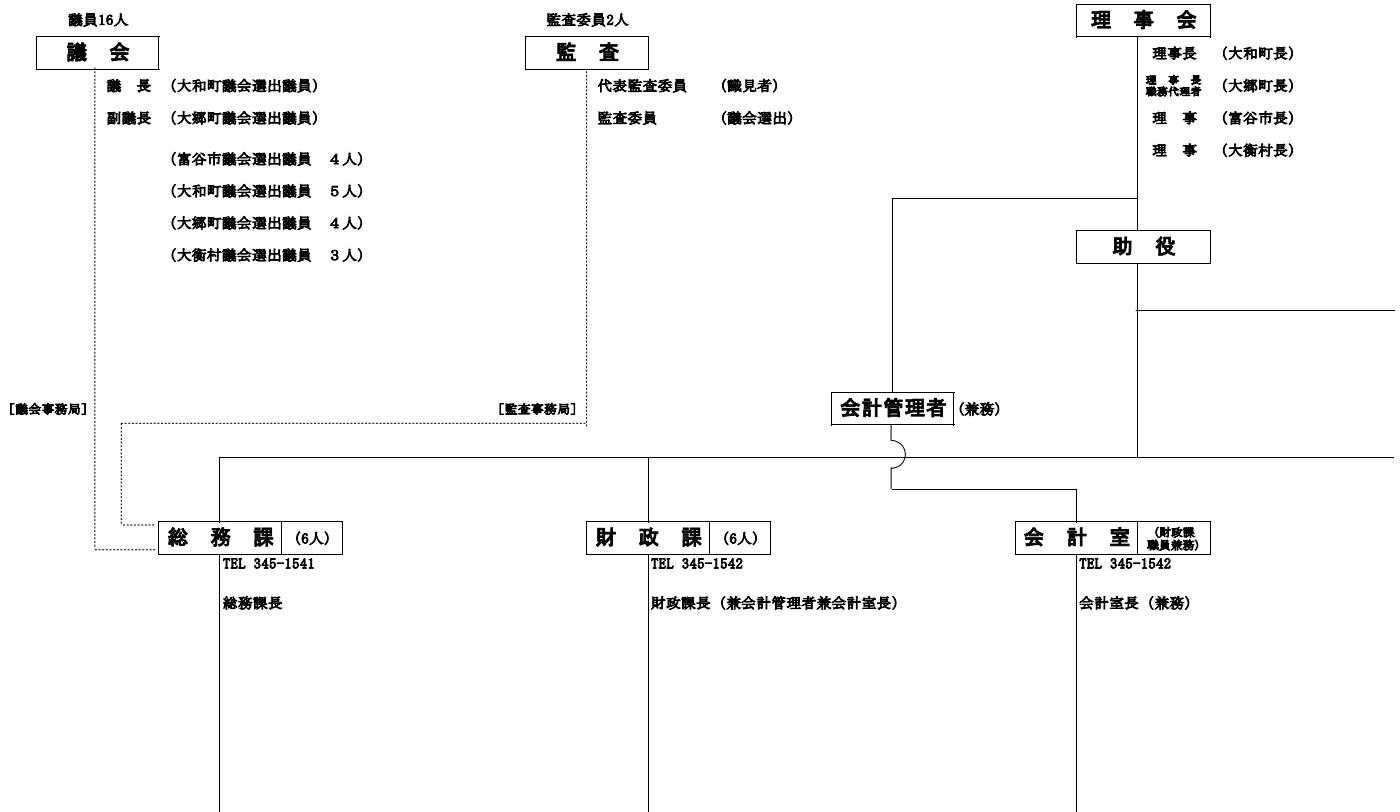 議員16人
議　会
議　長　(大和町議会選出議員)
副議長　(大郷町議会選出議員)
(富谷市議会選出議員　４人)
(大和町議会選出議員　５人)
(大郷町議会選出議員　４人)
(大衡村議会選出議員　３人)
[議会事務局]
監査委員2人
監　査
代表監査委員　(識見者)
監査委員　(議会選出)
[監査事務局]
理　事　会
理事長　(大和町長)
理　事　長
職務代理者　(大郷町長)
理　事　(富谷市長)
理　事　(大衡村長)
助　役
会計管理者 (兼務)
総　務　課　(6人)
TEL 345-1541
総務課長
財　政　課　(6人)
TEL 345-1542
財政課長（兼会計管理者兼会計室長）
会　計　室　(財政課
職員兼務)
TEL 345-1542
会計室長（兼務）